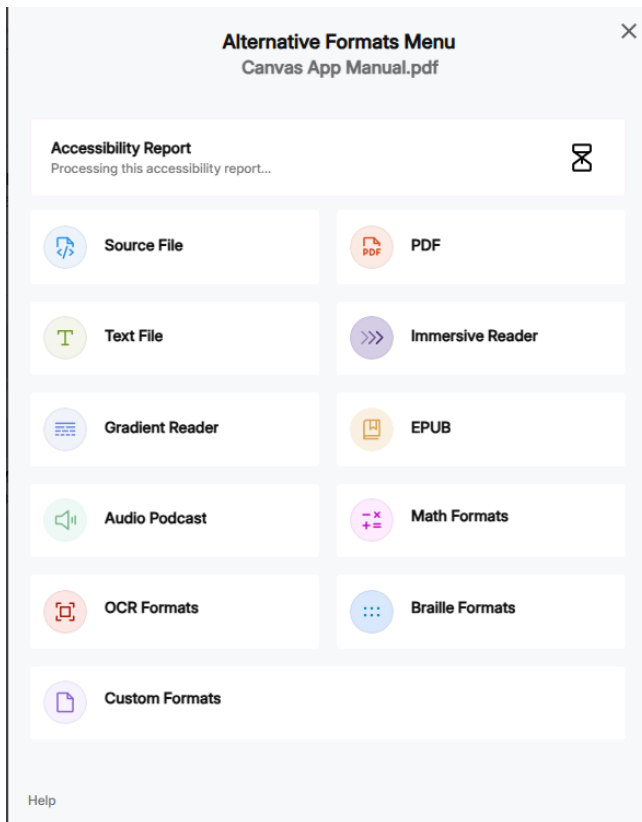 Alternative Formats Menu
Canvas App Manual.pdf
Accessibility Report
Processing this accessibility report...
Source File
PDF
PDF
Text File
Immersive Reader
Gradient Reader
EPUB
Audio Podcast
Math Formats
OCR Formats
Braille Formats
Custom Formats
Help